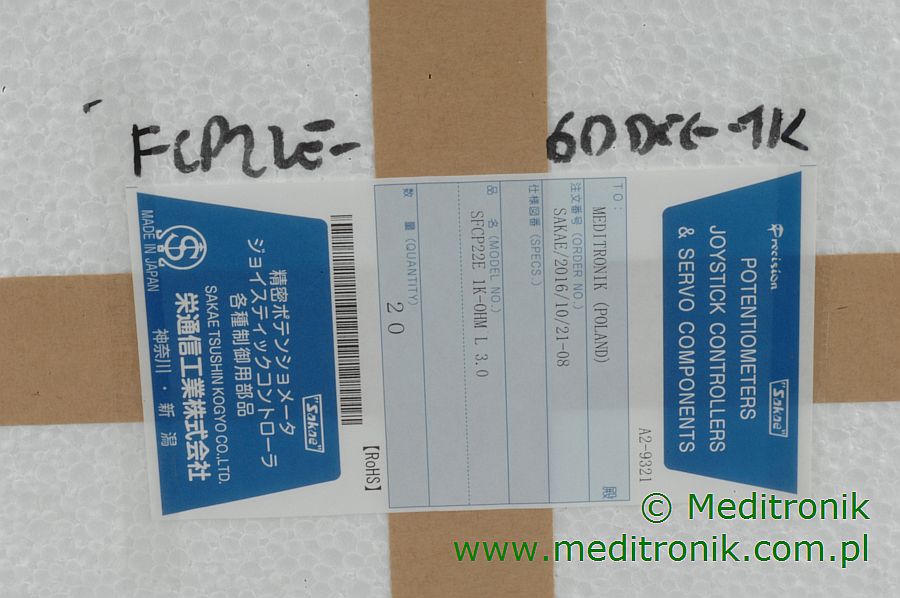 FCP22E- 6DDEG-1K
Precision
POTENTIOMETERS
JOYSTICK CONTROLLERS
& SERVO COMPONENTS
"Sakae"
A2-9321
TO: MEDITRONIK (POLAND) 殿
注文番号 (ORDER NO.) SAKAE/2016/10/21-08
仕様図番 (SPECS.)
品 名 (MODEL NO.) SFCP22E 1K-OHM L 3.0
数 量 (QUANTITY) 20
【RoHS】
"Sakae"
精密ポテンショメータ
ジョイスティックコントローラ
各種制御用部品
SAKAE TSUSHIN KOGYO CO.,LTD.
栄通信工業株式会社
神奈川・新潟
MADE IN JAPAN
© Meditronik
www.meditronik.com.pl